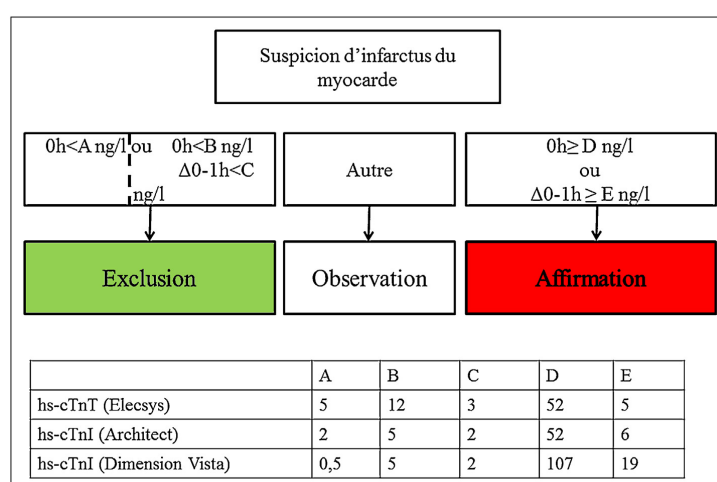 Suspicion d'infarctus du
myocarde
0h<A ng/l ou 0h<B ng/l
Δ0-1h<C
ng/l
Autre
0h≥ D ng/l
ou
Δ0-1h ≥ E ng/l
Exclusion
Observation
Affirmation
A B C D E
hs-cTnT (Elecsys) 5 12 3 52 5
hs-cTnI (Architect) 2 5 2 52 6
hs-cTnI (Dimension Vista) 0,5 5 2 107 19